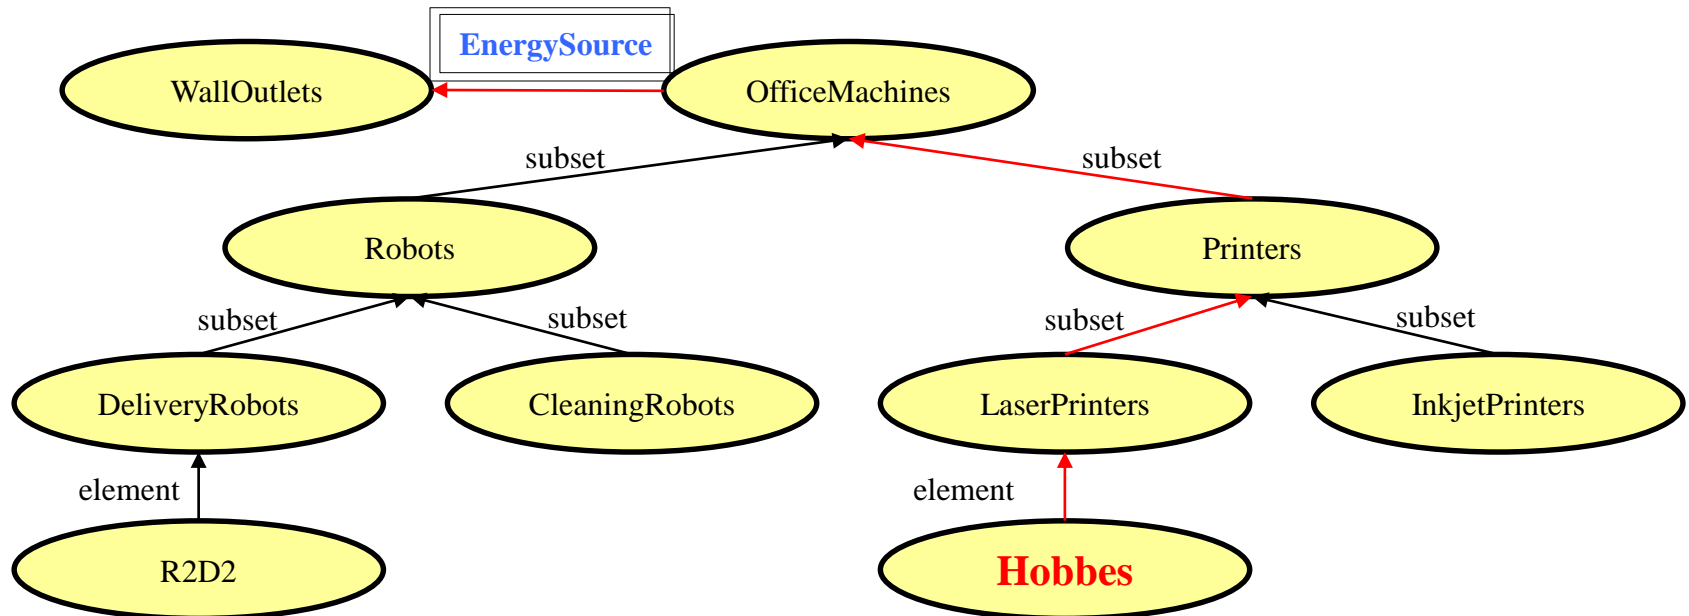 EnergySource
WallOutlets
OfficeMachines
subset
subset
Robots
Printers
subset
subset
subset
subset
DeliveryRobots
CleaningRobots
LaserPrinters
InkjetPrinters
element
element
R2D2
Hobbes